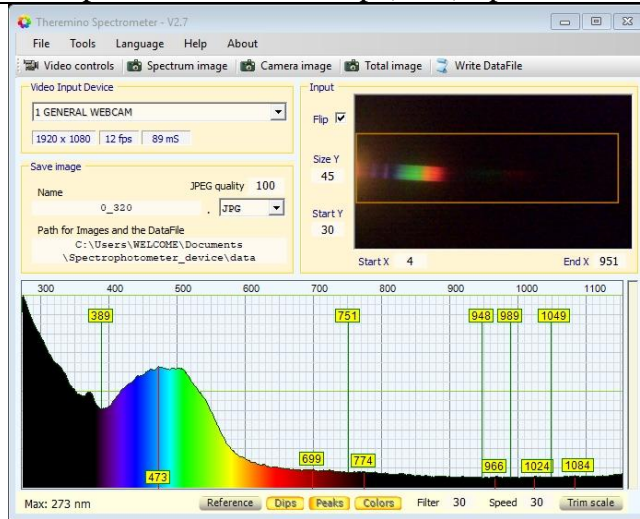 Theremino Spectrometer - V2.7
File Tools Language Help About
Video controls Spectrum image Camera image Total image Write DataFile
Video Input Device
1 GENERAL WEBCAM
1920 x 1080 12 fps 89 mS
Save image
Name JPEG quality 100
0_320 . JPG
Path for Images and the DataFile
C:\Users\WELCOME\Documents
\Spectrophotometer_device\data
Input
Flip
Size Y
45
Start Y
30
Start X 4 End X 951
300 400 500 600 700 800 900 1000 1100
389 751 948 989 1049
473 699 774 966 1024 1084
Max: 273 nm Reference Dips Peaks Colors Filter 30 Speed 30 Trim scale